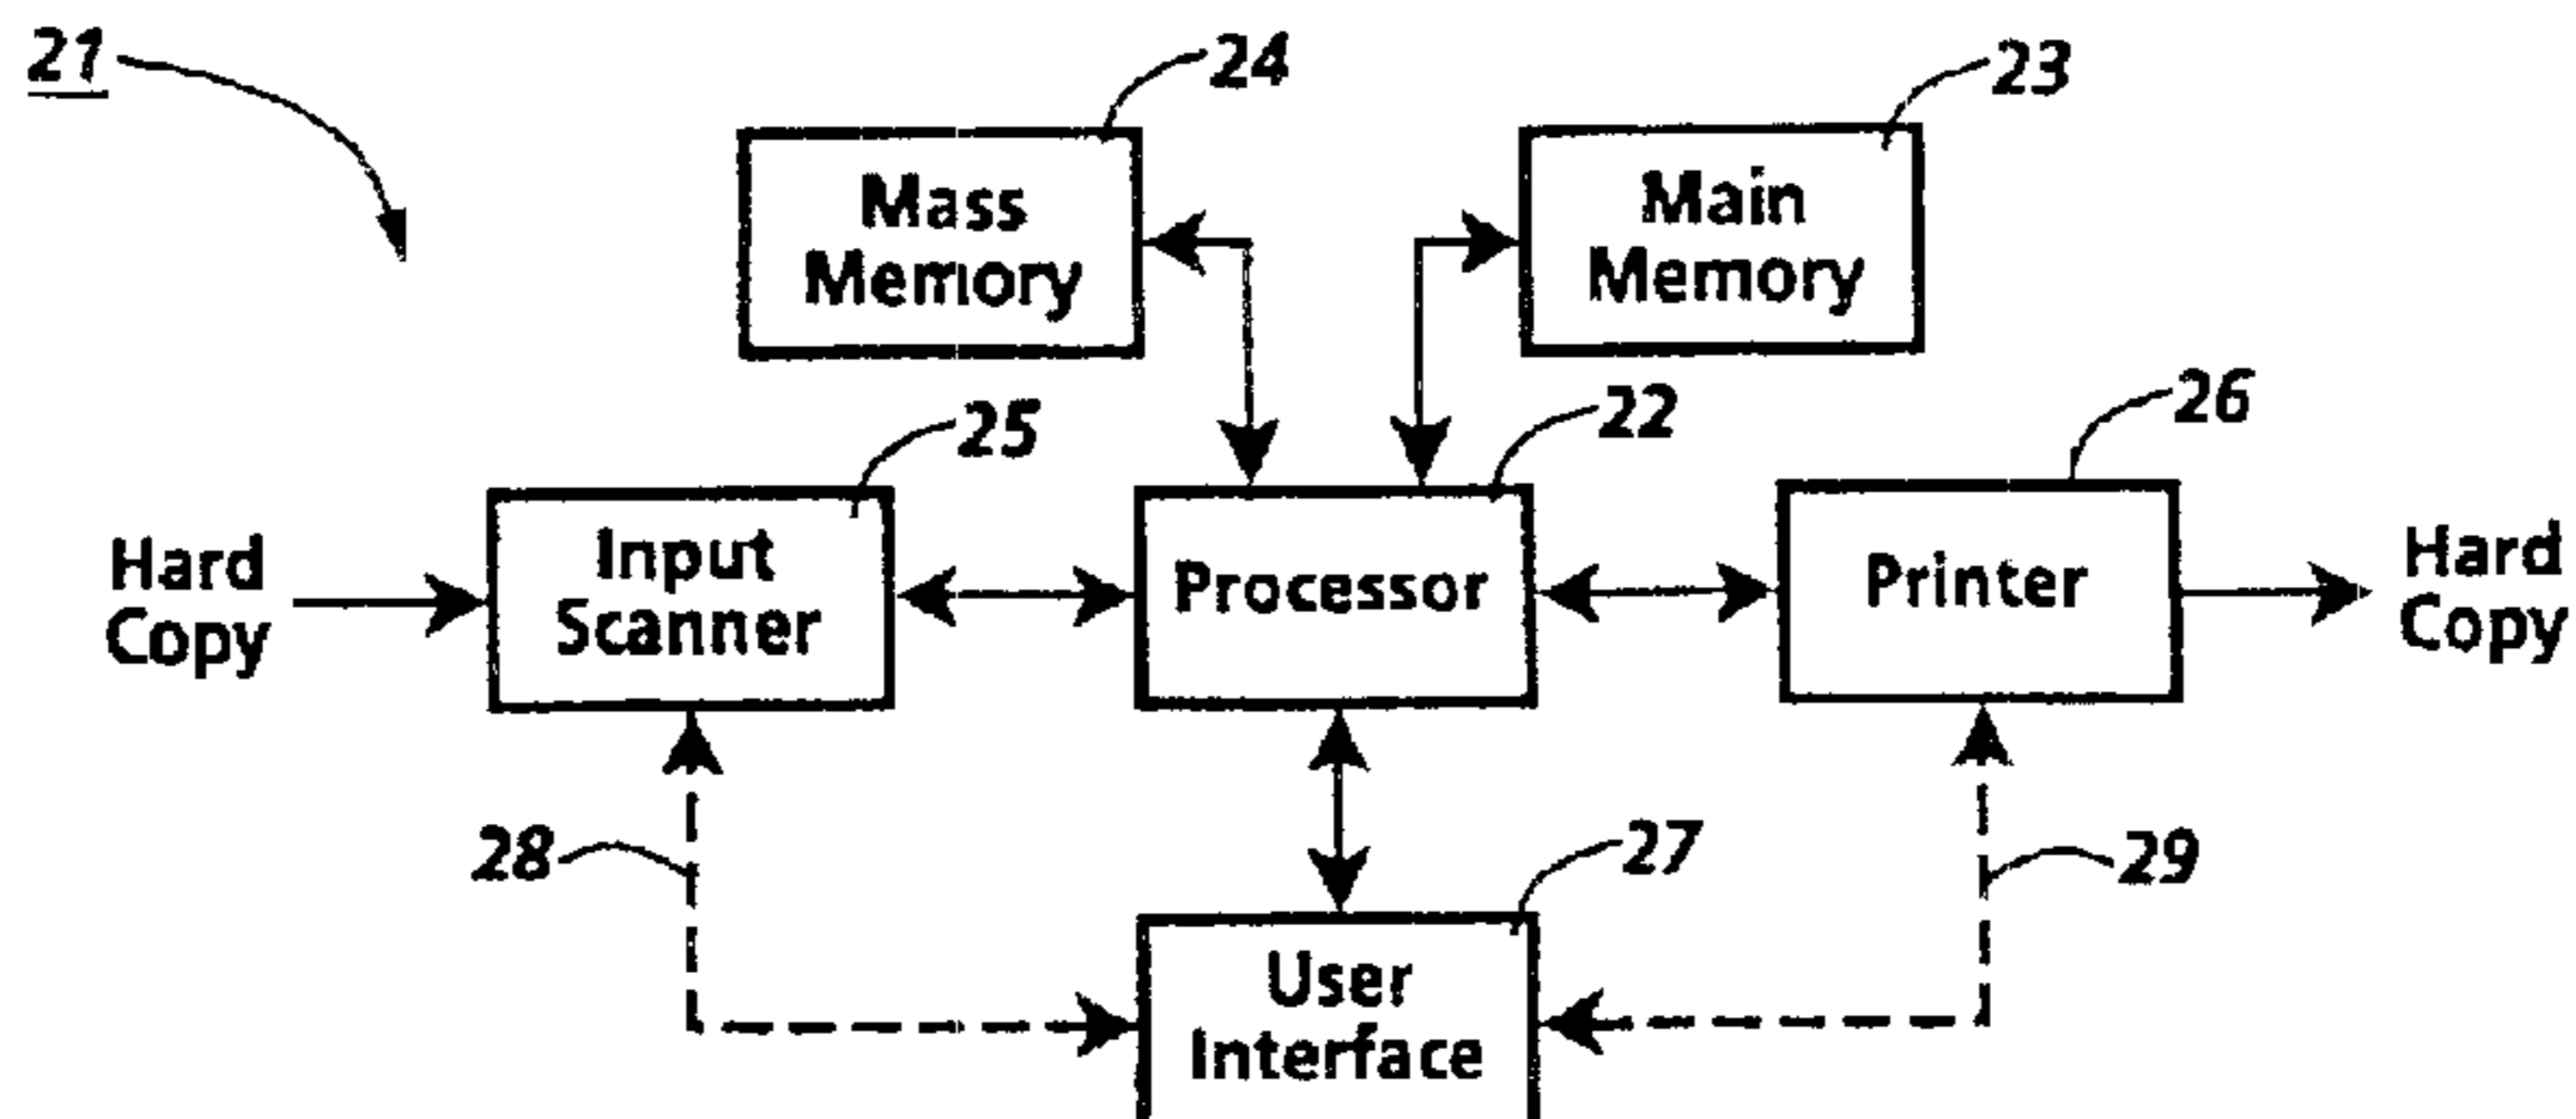 21
24
23
Mass
Memory
Main
Memory
25
22
26
Hard
Copy
Input
Scanner
Processor
Printer
Hard
Copy
28
27
29
User
Interface